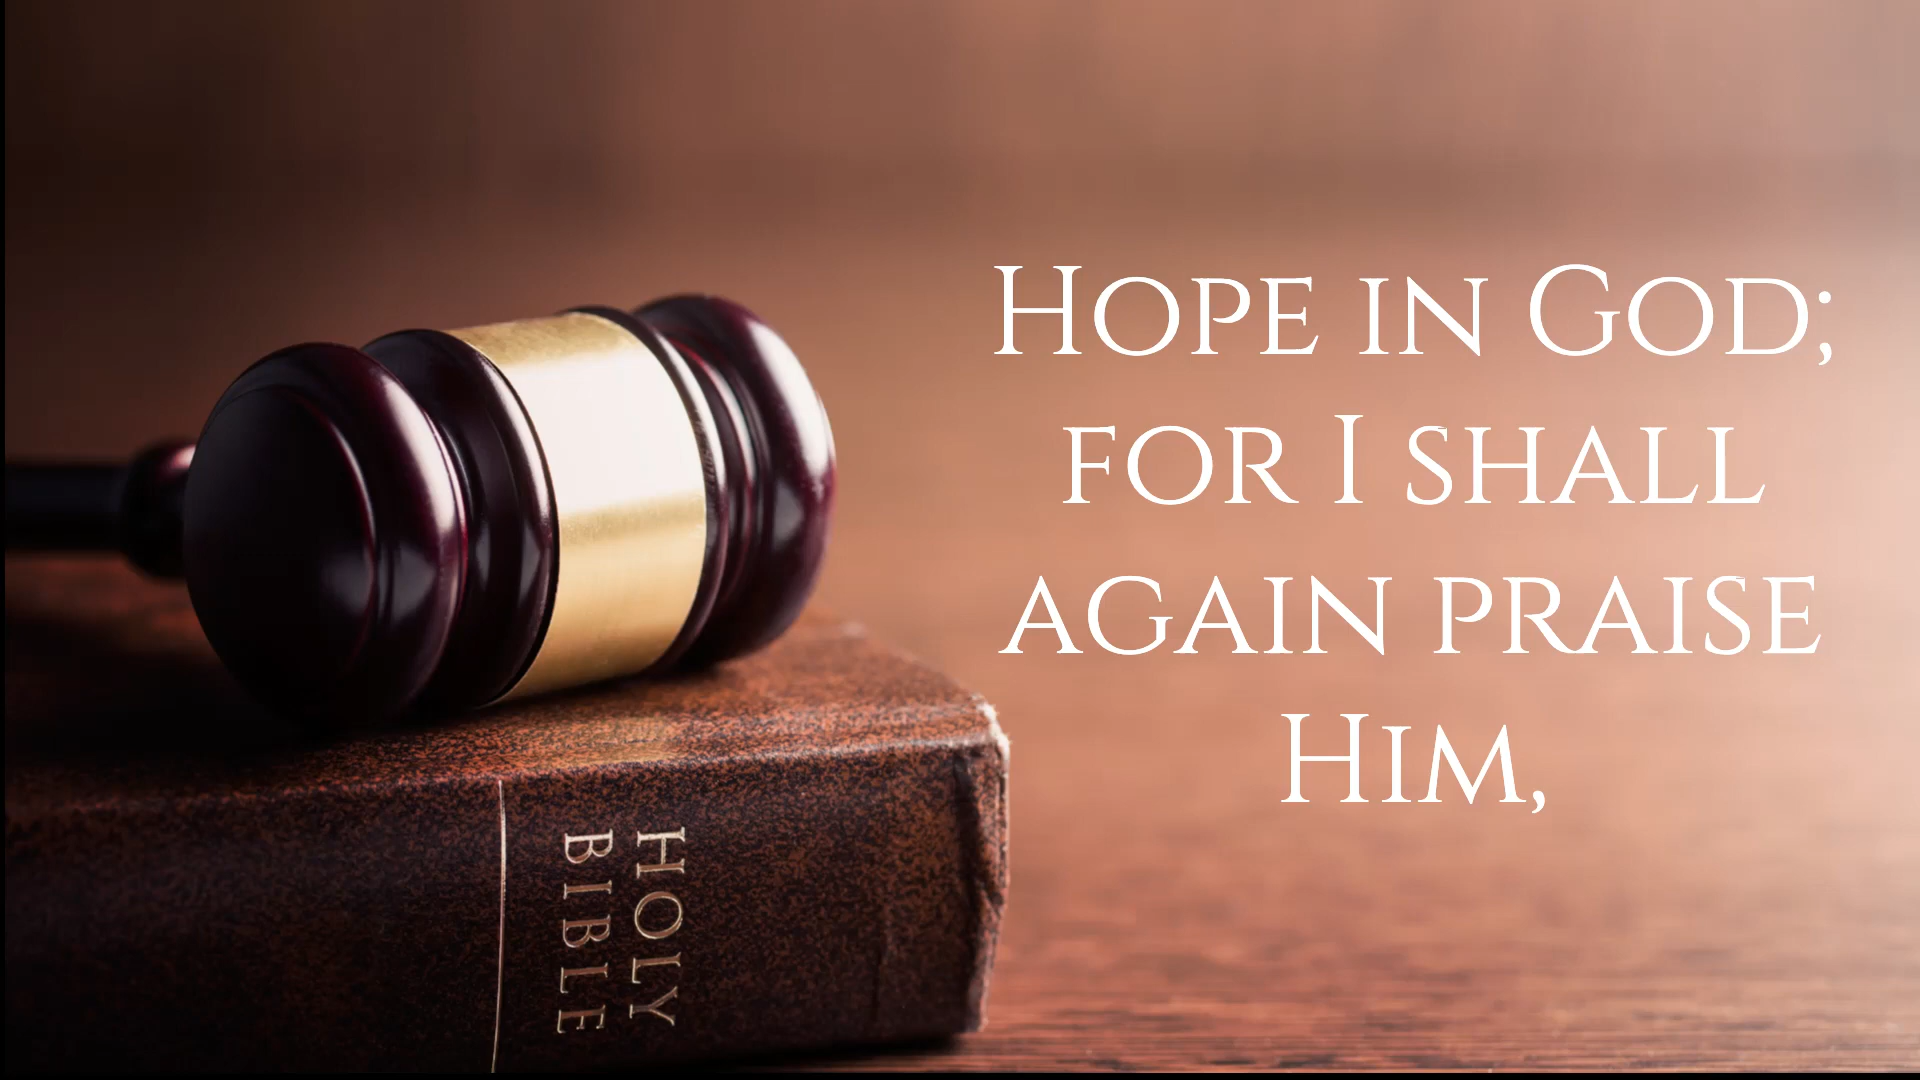 Hope in God;
for I shall
again praise
Him,
HOLY
BIBLE